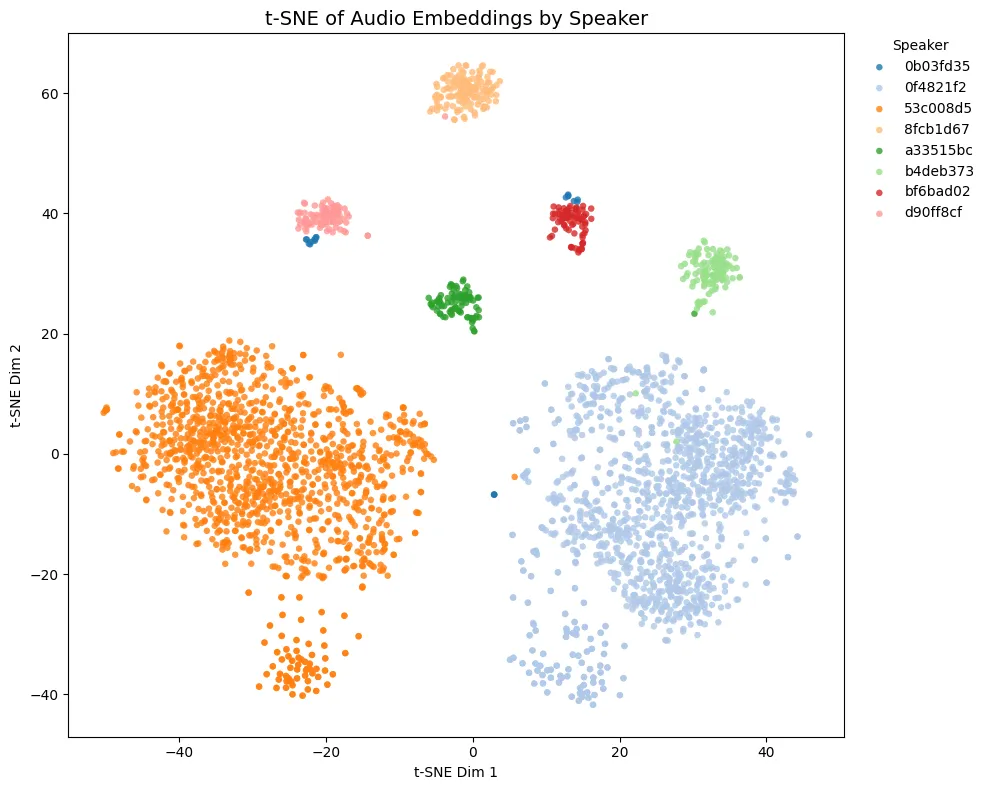 t-SNE of Audio Embeddings by Speaker
Speaker
0b03fd35
0f4821f2
53c008d5
8fcb1d67
a33515bc
b4deb373
bf6bad02
d90ff8cf
t-SNE Dim 2
60
40
20
0
−20
−40
−40
−20
0
20
40
t-SNE Dim 1